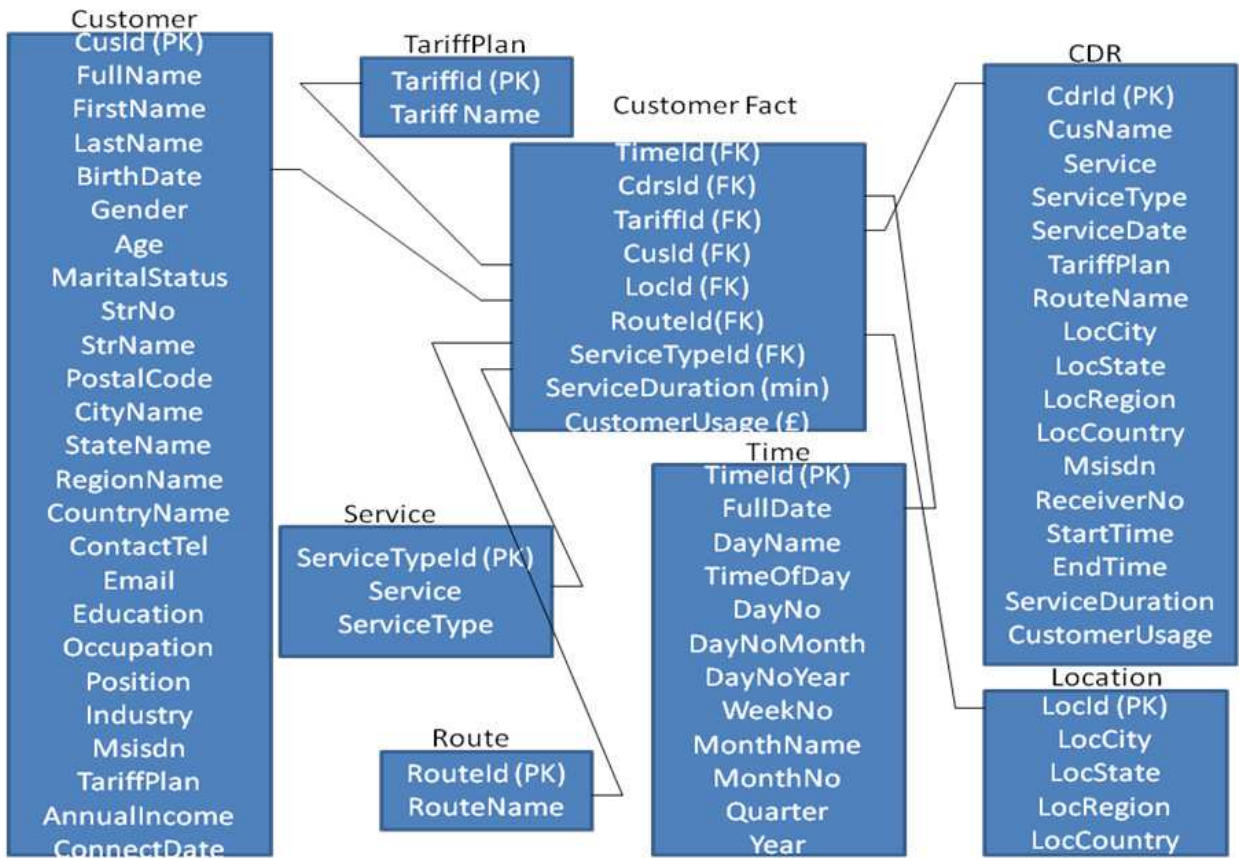 Customer
CusId (PK)
FullName
FirstName
LastName
BirthDate
Gender
Age
MaritalStatus
StrNo
StrName
PostalCode
CityName
StateName
RegionName
CountryName
ContactTel
Email
Education
Occupation
Position
Industry
Msisdn
TariffPlan
AnnualIncome
ConnectDate
TariffPlan
TariffId (PK)
Tariff Name
Customer Fact
TimeId (FK)
CdrsId (FK)
TariffId (FK)
CusId (FK)
LocId (FK)
RouteId(FK)
ServiceTypeId (FK)
ServiceDuration (min)
CustomerUsage (£)
CDR
CdrId (PK)
CusName
Service
ServiceType
ServiceDate
TariffPlan
RouteName
LocCity
LocState
LocRegion
LocCountry
Msisdn
ReceiverNo
StartTime
EndTime
ServiceDuration
CustomerUsage
Service
ServiceTypeId (PK)
Service
ServiceType
Time
TimeId (PK)
FullDate
DayName
TimeOfDay
DayNo
DayNoMonth
DayNoYear
WeekNo
MonthName
MonthNo
Quarter
Year
Route
RouteId (PK)
RouteName
Location
LocId (PK)
LocCity
LocState
LocRegion
LocCountry